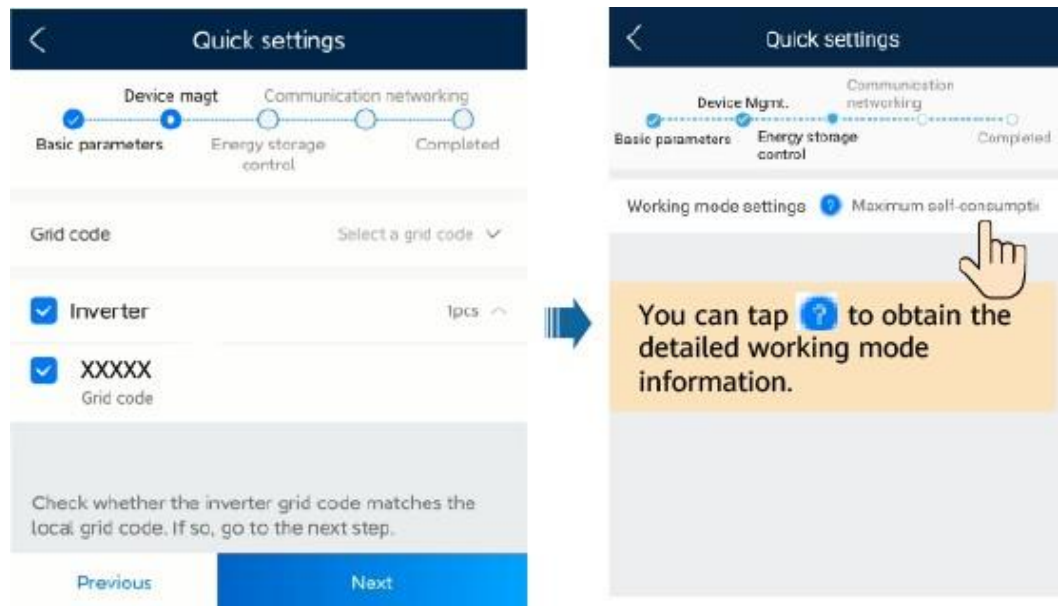 Quick settings
Device magt Communication networking
Basic parameters Energy storage control Completed
Grid code Select a grid code
Inverter 1pcs
XXXXX
Grid code
Check whether the inverter grid code matches the
local grid code. If so, go to the next step.
Previous Next
Quick settings
Communication
Device Mgmt. networking
Basic parameters Energy storage Completed
control
Working mode settings ? Maximum self-consumpti
You can tap ? to obtain the
detailed working mode
information.